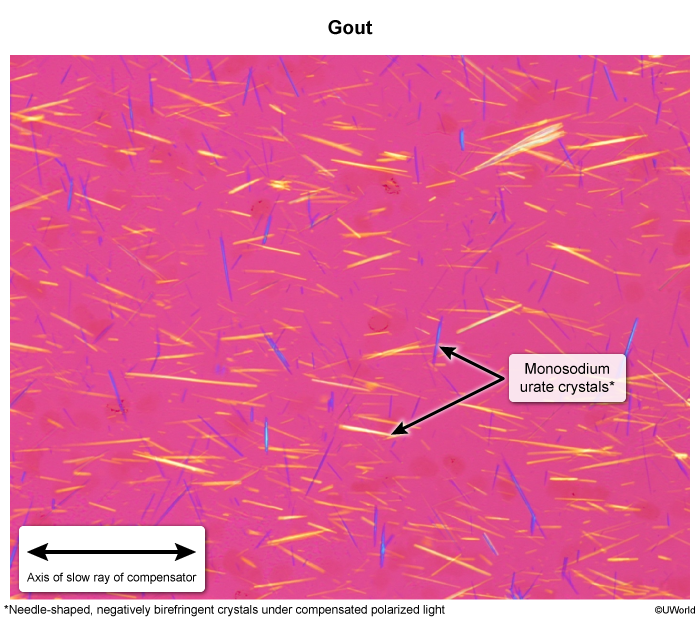 Gout
Monosodium
urate crystals*
Axis of slow ray of compensator
*Needle-shaped, negatively birefringent crystals under compensated polarized light
©UWorld